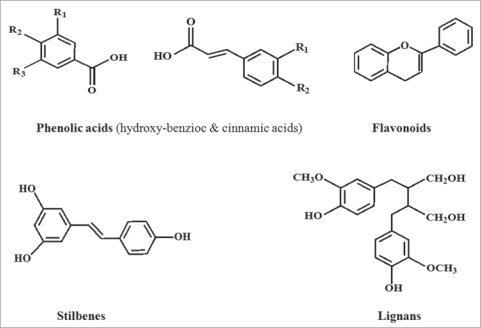 R1
R2
R3
OH
O
O
HO
R1
R2
O
Phenolic acids (hydroxy-benzioc & cinnamic acids)
Flavonoids
HO
HO
OH
CH3O
HO
CH2OH
CH2OH
OCH3
OH
Stilbenes
Lignans